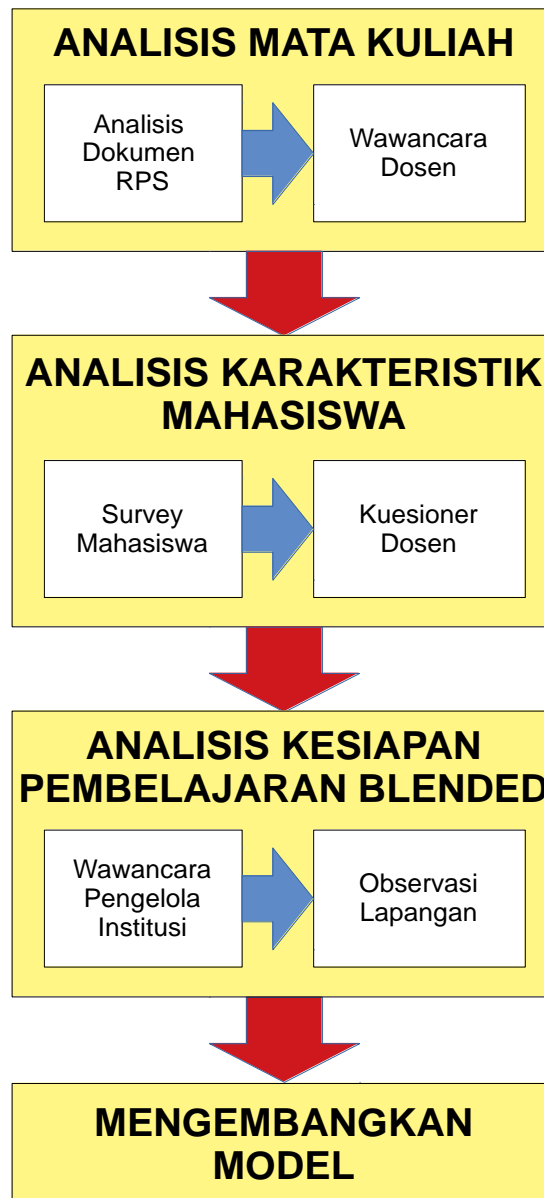 ANALISIS MATA KULIAH
Analisis
Dokumen
RPS
Wawancara
Dosen
ANALISIS KARAKTERISTIK
MAHASISWA
Survey
Mahasiswa
Kuesioner
Dosen
ANALISIS KESIAPAN
PEMBELAJARAN BLENDED
Wawancara
Pengelola
Institusi
Observasi
Lapangan
MENGEMBANGKAN
MODEL